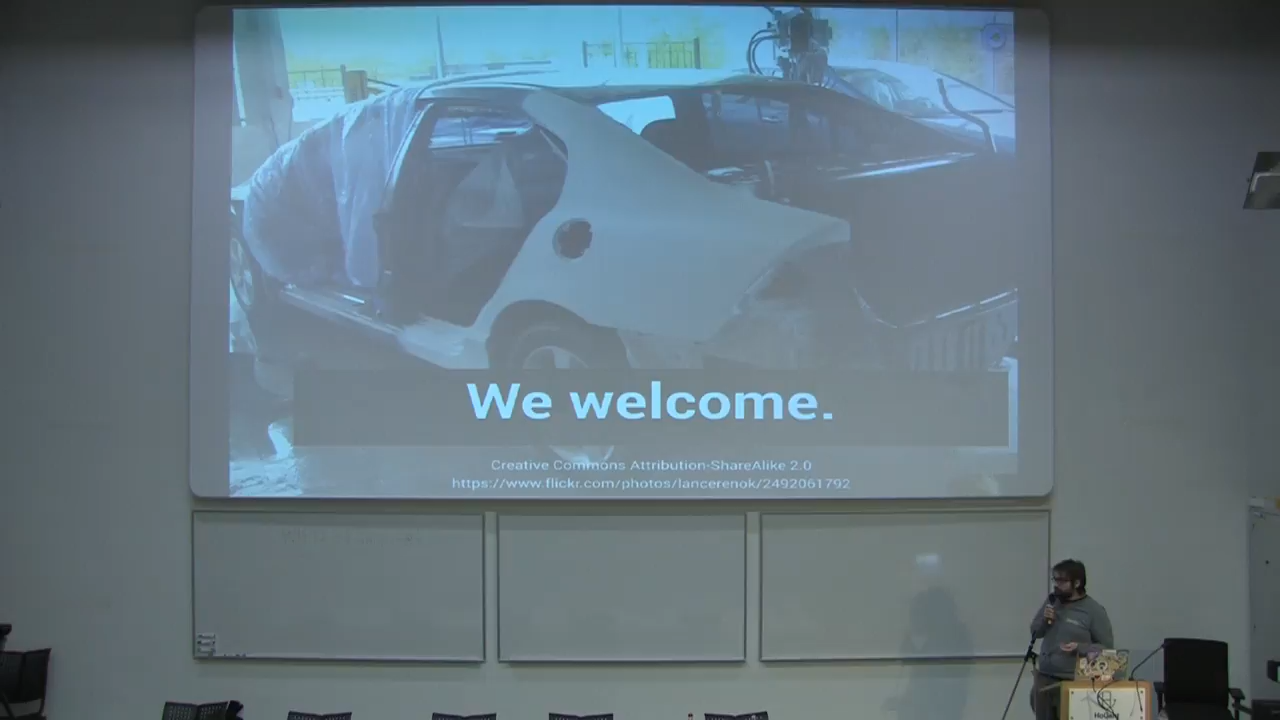 We welcome.
Creative Commons Attribution-ShareAlike 2.0
https://www.flickr.com/photos/lancerenok/2492061792